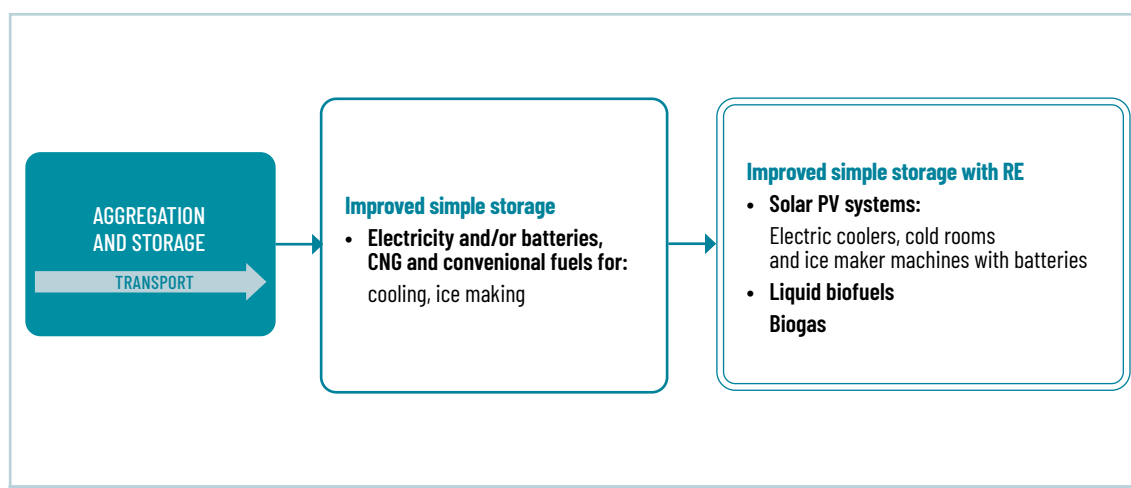 AGGREGATION
AND STORAGE
TRANSPORT
Improved simple storage
• Electricity and/or batteries,
CNG and convenional fuels for:
cooling, ice making
Improved simple storage with RE
• Solar PV systems:
Electric coolers, cold rooms
and ice maker machines with batteries
• Liquid biofuels
Biogas